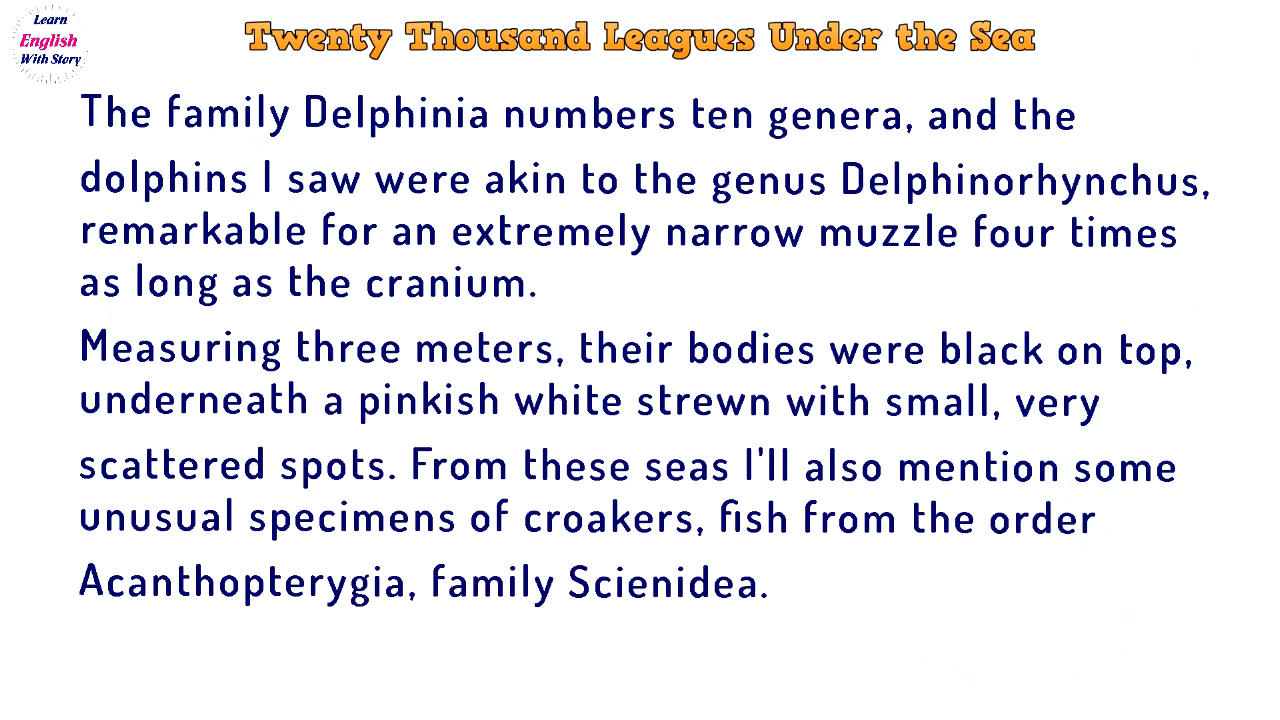 Learn
English
With Story
Twenty Thousand Leagues Under the Sea
The family Delphinia numbers ten genera, and the
dolphins I saw were akin to the genus Delphinorhynchus,
remarkable for an extremely narrow muzzle four times
as long as the cranium.
Measuring three meters, their bodies were black on top,
underneath a pinkish white strewn with small, very
scattered spots. From these seas I'll also mention some
unusual specimens of croakers, fish from the order
Acanthopterygia, family Scienidea.